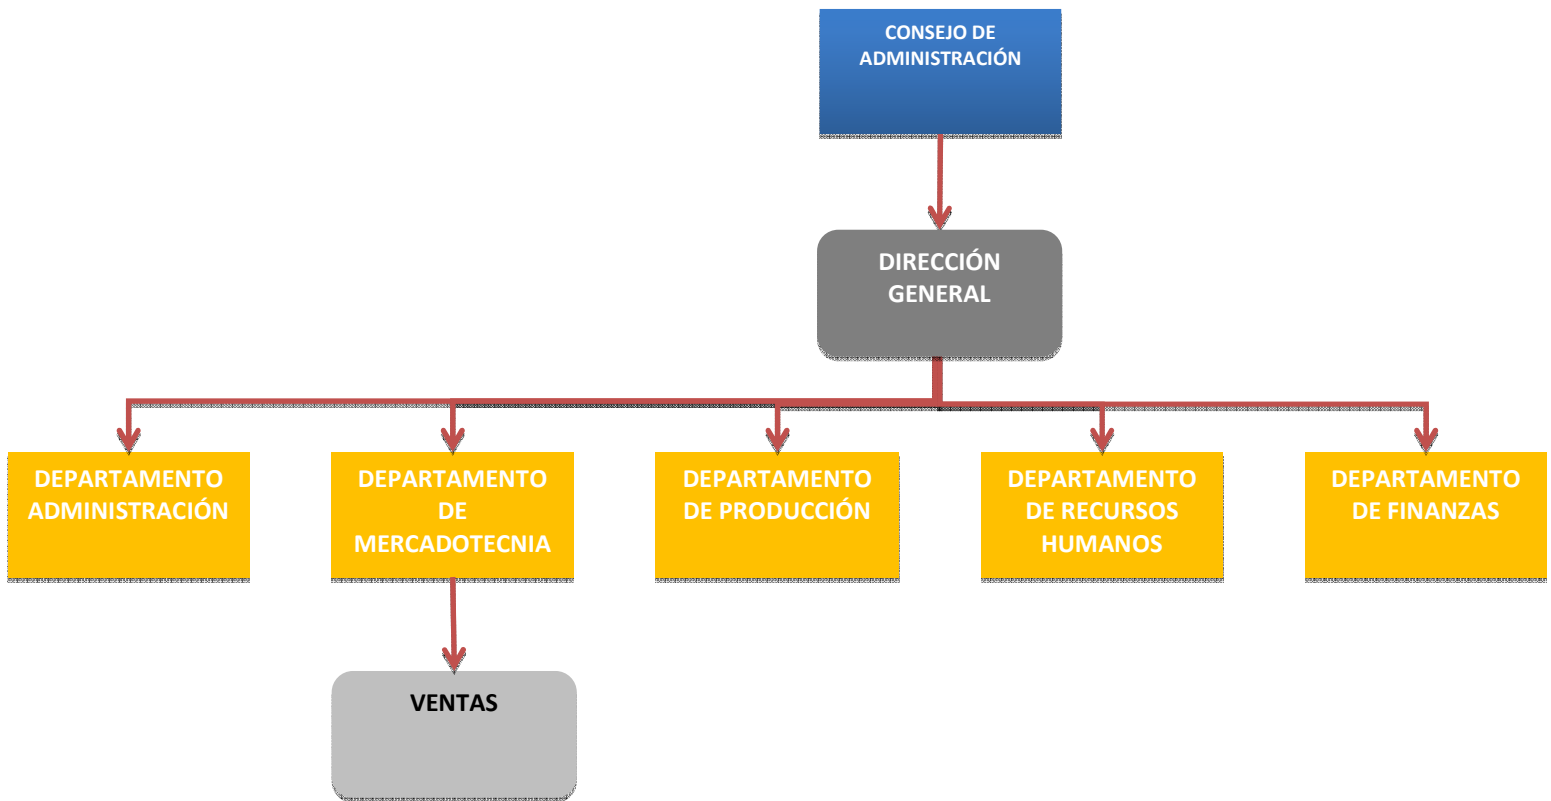 CONSEJO DE
ADMINISTRACIÓN
DIRECCIÓN
GENERAL
DEPARTAMENTO
ADMINISTRACIÓN
DEPARTAMENTO
DE
MERCADOTECNIA
DEPARTAMENTO
DE PRODUCCIÓN
DEPARTAMENTO
DE RECURSOS
HUMANOS
DEPARTAMENTO
DE FINANZAS
VENTAS